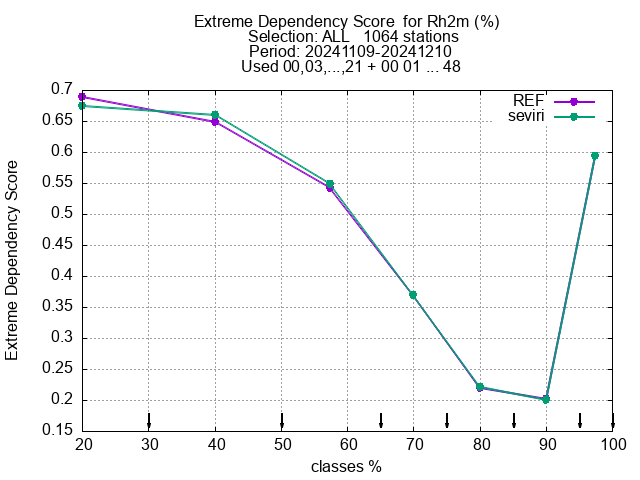 Extreme Dependency Score  for Rh2m (%)
Selection: ALL   1064 stations
Period: 20241109-20241210
Used 00,03,...,21 + 00 01 ... 48
REF
seviri
0.7
0.65
0.6
0.55
0.5
0.45
0.4
0.35
0.3
0.25
0.2
0.15
Extreme Dependency Score
20 30 40 50 60 70 80 90 100
classes %